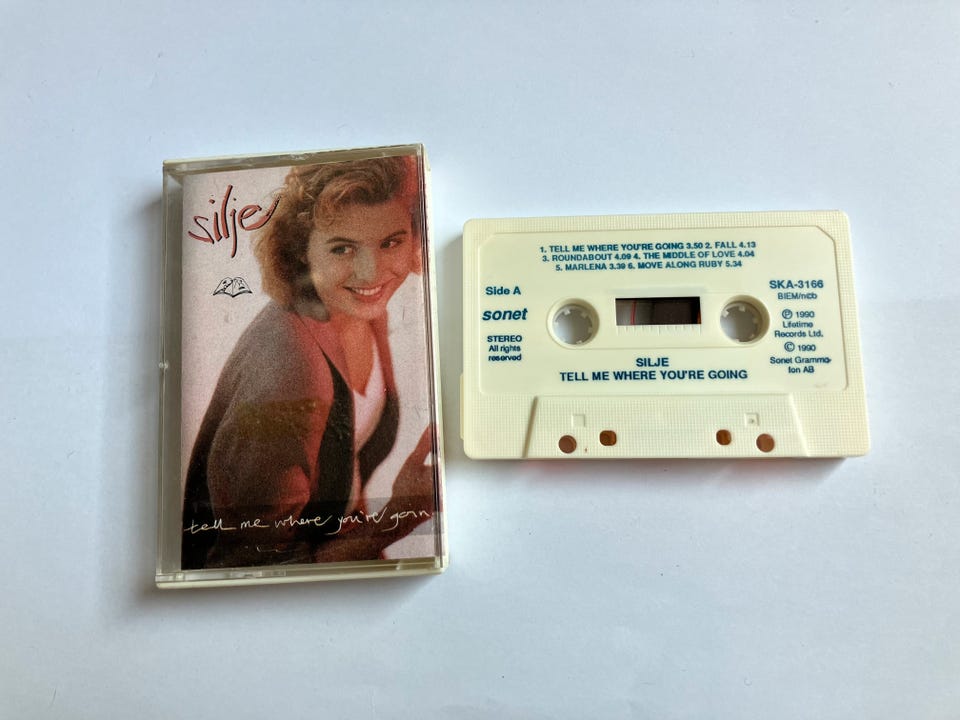 silje
tell me where you're goin
1. TELL ME WHERE YOU'RE GOING 3.50 2. FALL 4.13
3. ROUNDABOUT 4.09 4. THE MIDDLE OF LOVE 4.04
5. MARLENA 3.39 6. MOVE ALONG RUBY 5.34
Side A
sonet
STEREO
All rights
reserved
SKA-3166
BIEM/ncb
℗ 1990
Lifetime
Records Ltd.
© 1990
Sonet Grammo-
fon AB
SILJE
TELL ME WHERE YOU'RE GOING